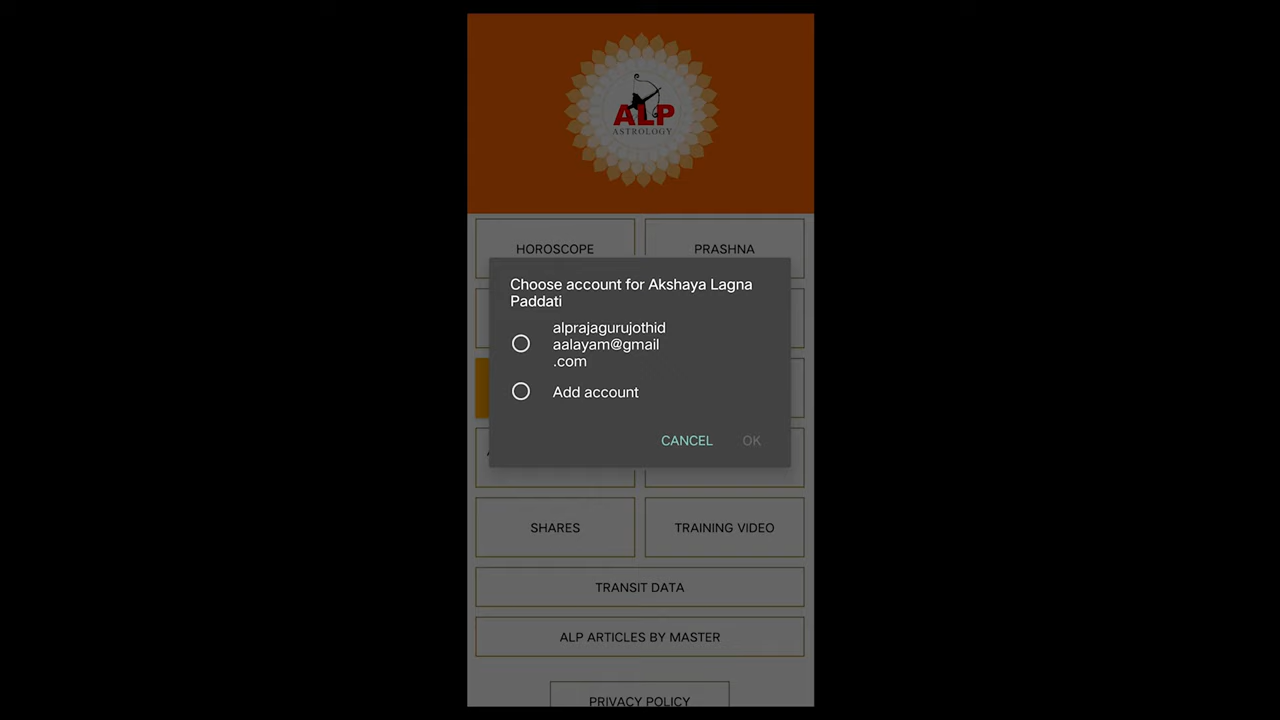 ALP
ASTROLOGY
HOROSCOPE
PRASHNA
Choose account for Akshaya Lagna
Paddati
alprajagurujothid
aalayam@gmail
.com
Add account
CANCEL
OK
SHARES
TRAINING VIDEO
TRANSIT DATA
ALP ARTICLES BY MASTER
PRIVACY POLICY